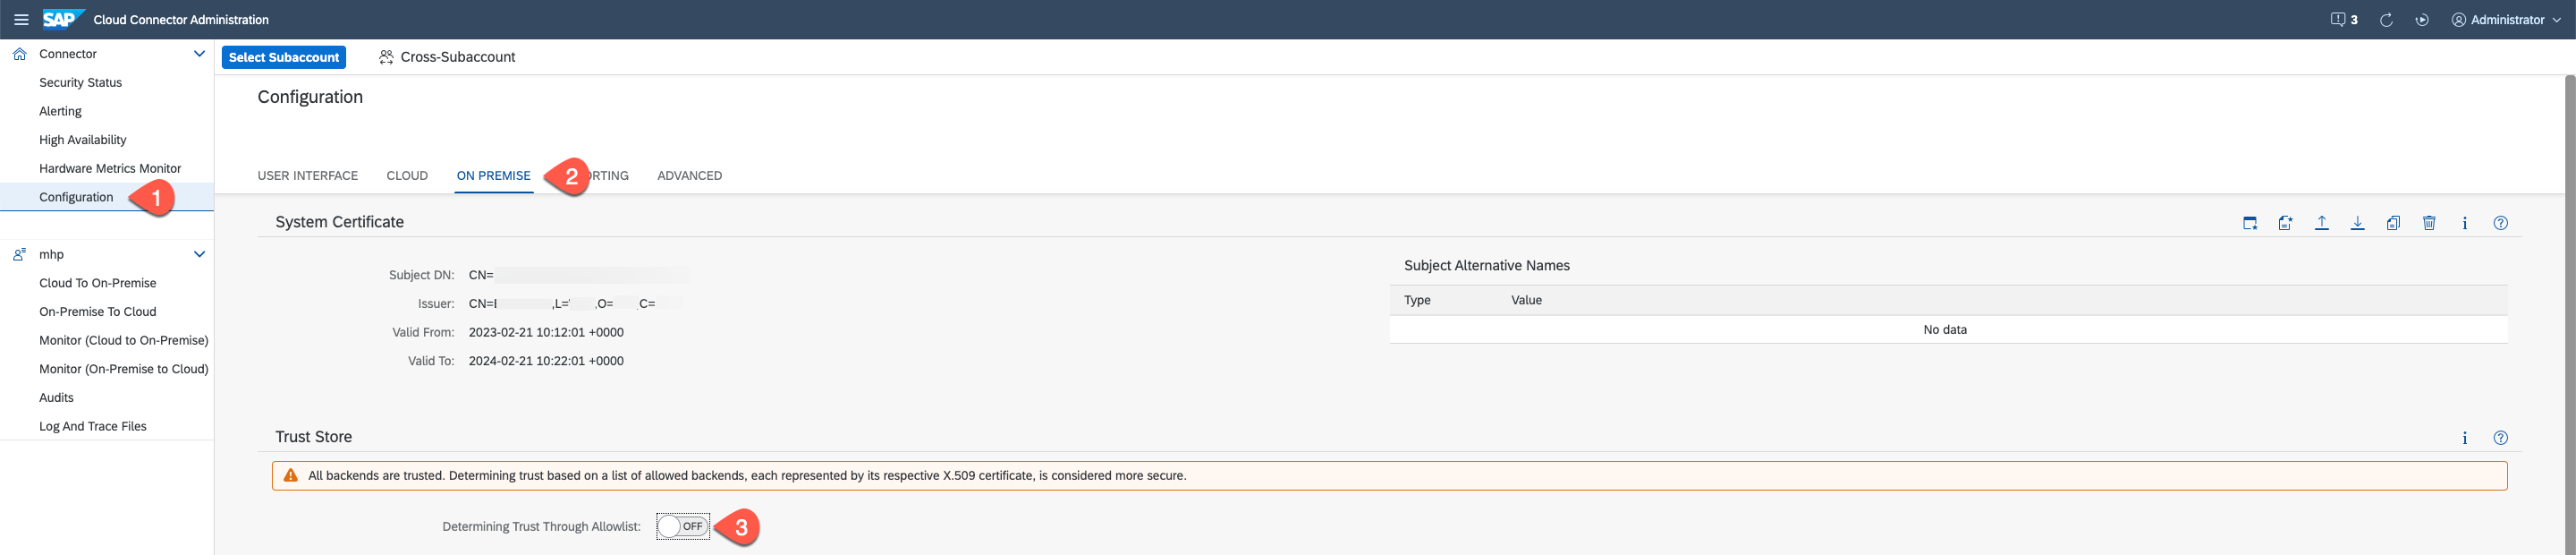 SAP Cloud Connector Administration
3
Administrator
Connector
Security Status
Alerting
High Availability
Hardware Metrics Monitor
Configuration
1
mhp
Cloud To On-Premise
On-Premise To Cloud
Monitor (Cloud to On-Premise)
Monitor (On-Premise to Cloud)
Audits
Log And Trace Files
Select Subaccount
Cross-Subaccount
Configuration
USER INTERFACE
CLOUD
ON PREMISE
2
ORTING
ADVANCED
System Certificate
Subject DN: CN=
Issuer: CN= ,L= ,O= C=
Valid From: 2023-02-21 10:12:01 +0000
Valid To: 2024-02-21 10:22:01 +0000
Subject Alternative Names
Type Value
No data
Trust Store
All backends are trusted. Determining trust based on a list of allowed backends, each represented by its respective X.509 certificate, is considered more secure.
Determining Trust Through Allowlist: OFF
3